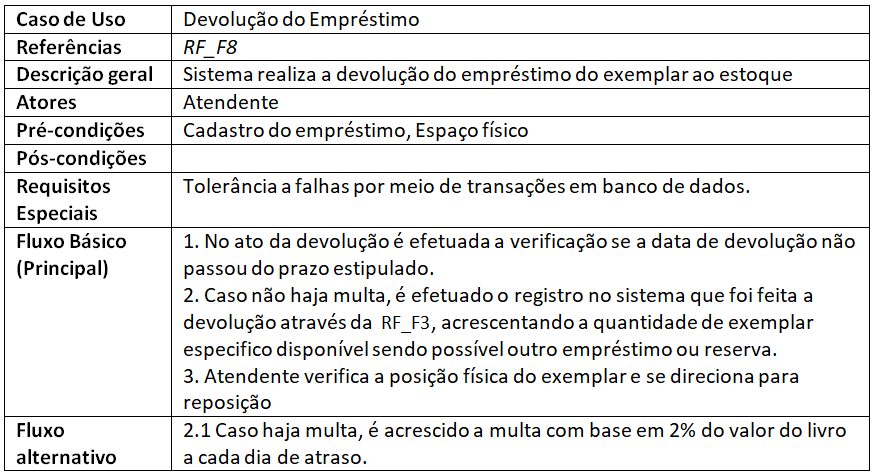 Caso de Uso Devolução do Empréstimo
Referências RF_F8
Descrição geral Sistema realiza a devolução do empréstimo do exemplar ao estoque
Atores Atendente
Pré-condições Cadastro do empréstimo, Espaço físico
Pós-condições
Requisitos Especiais Tolerância a falhas por meio de transações em banco de dados.
Fluxo Básico (Principal) 1. No ato da devolução é efetuada a verificação se a data de devolução não
passou do prazo estipulado.
2. Caso não haja multa, é efetuado o registro no sistema que foi feita a
devolução através da RF_F3, acrescentando a quantidade de exemplar
especifico disponível sendo possível outro empréstimo ou reserva.
3. Atendente verifica a posição física do exemplar e se direciona para
reposição
Fluxo alternativo 2.1 Caso haja multa, é acrescido a multa com base em 2% do valor do livro
a cada dia de atraso.